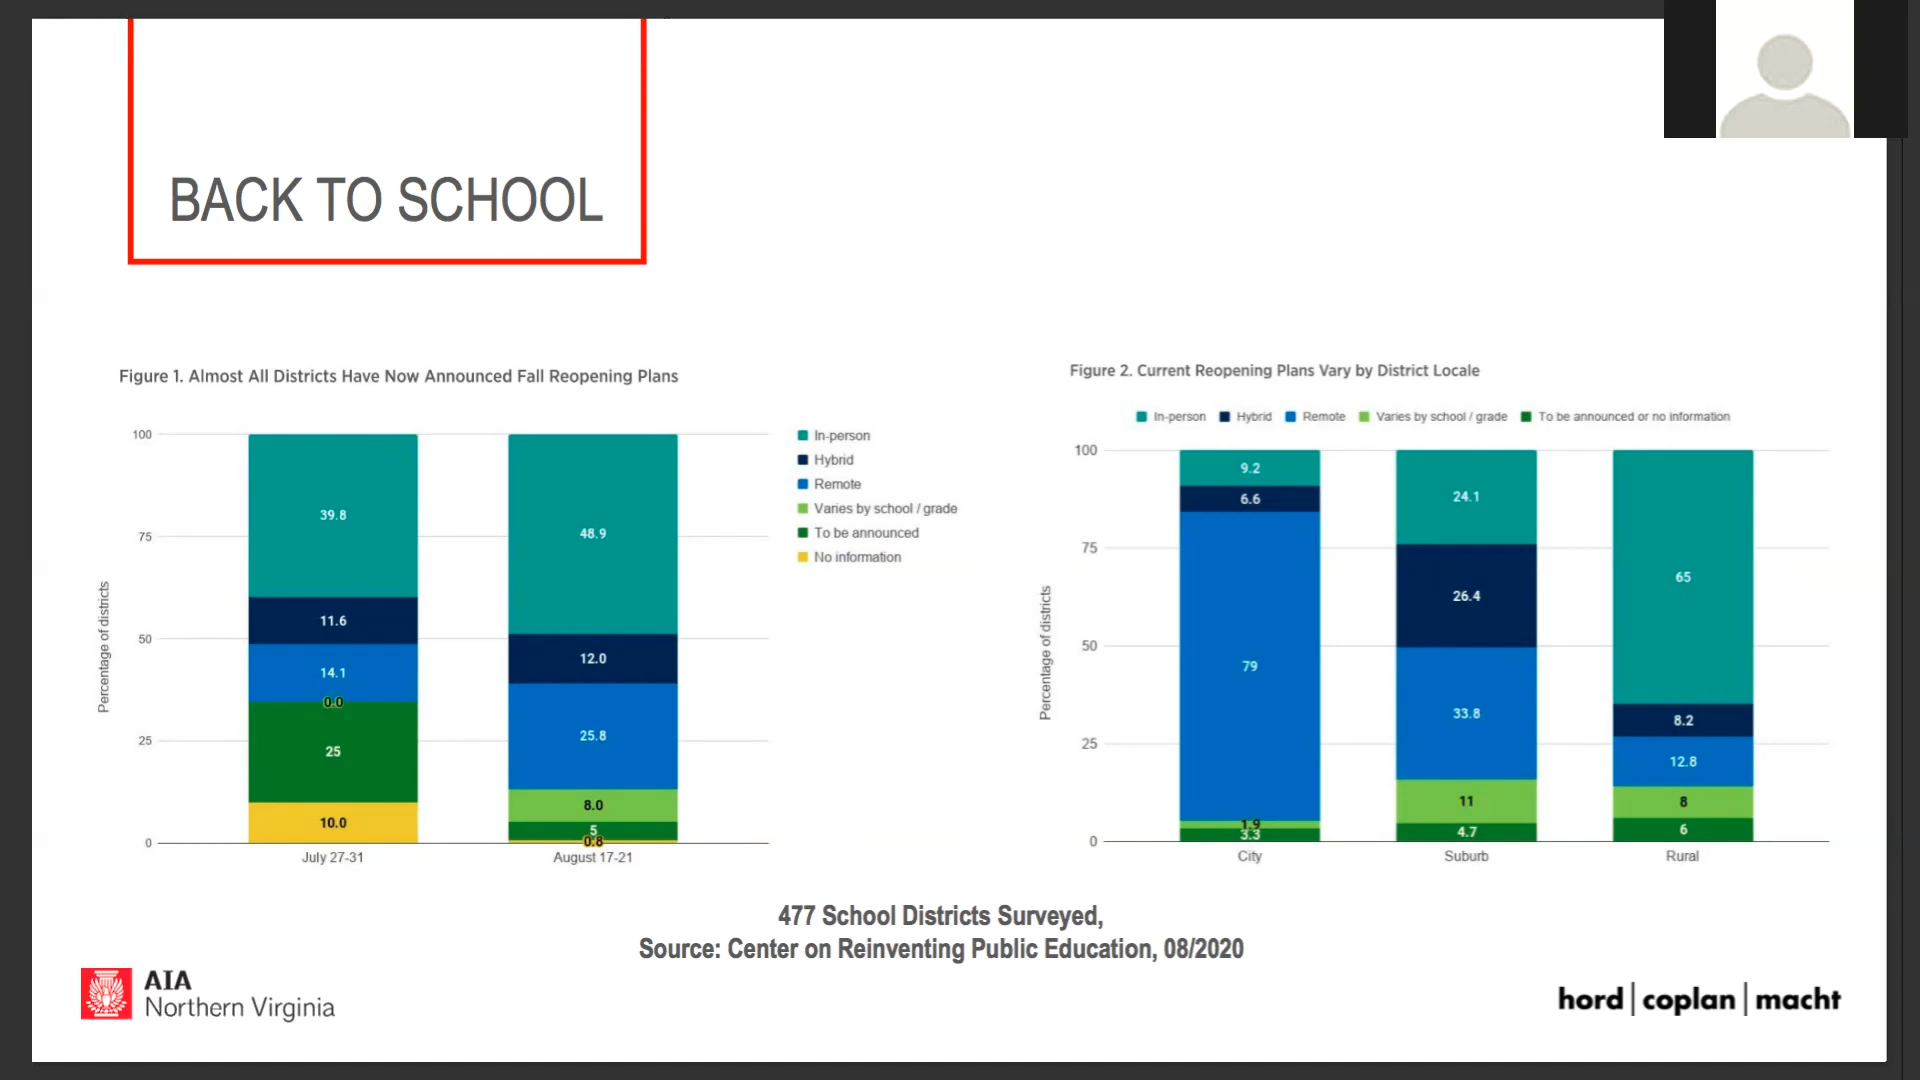 BACK TO SCHOOL
Figure 1. Almost All Districts Have Now Announced Fall Reopening Plans
100
75
50
25
0
Percentage of districts
39.8
11.6
14.1
0.0
25
10.0
July 27-31
48.9
12.0
25.8
8.0
5
0.8
August 17-21
In-person
Hybrid
Remote
Varies by school / grade
To be announced
No information
Figure 2. Current Reopening Plans Vary by District Locale
In-person Hybrid Remote Varies by school / grade To be announced or no information
100
75
50
25
0
Percentage of districts
9.2
6.6
79
1.9
3.3
City
24.1
26.4
33.8
11
4.7
Suburb
65
8.2
12.8
8
6
Rural
477 School Districts Surveyed,
Source: Center on Reinventing Public Education, 08/2020
AIA
Northern Virginia
hord | coplan | macht